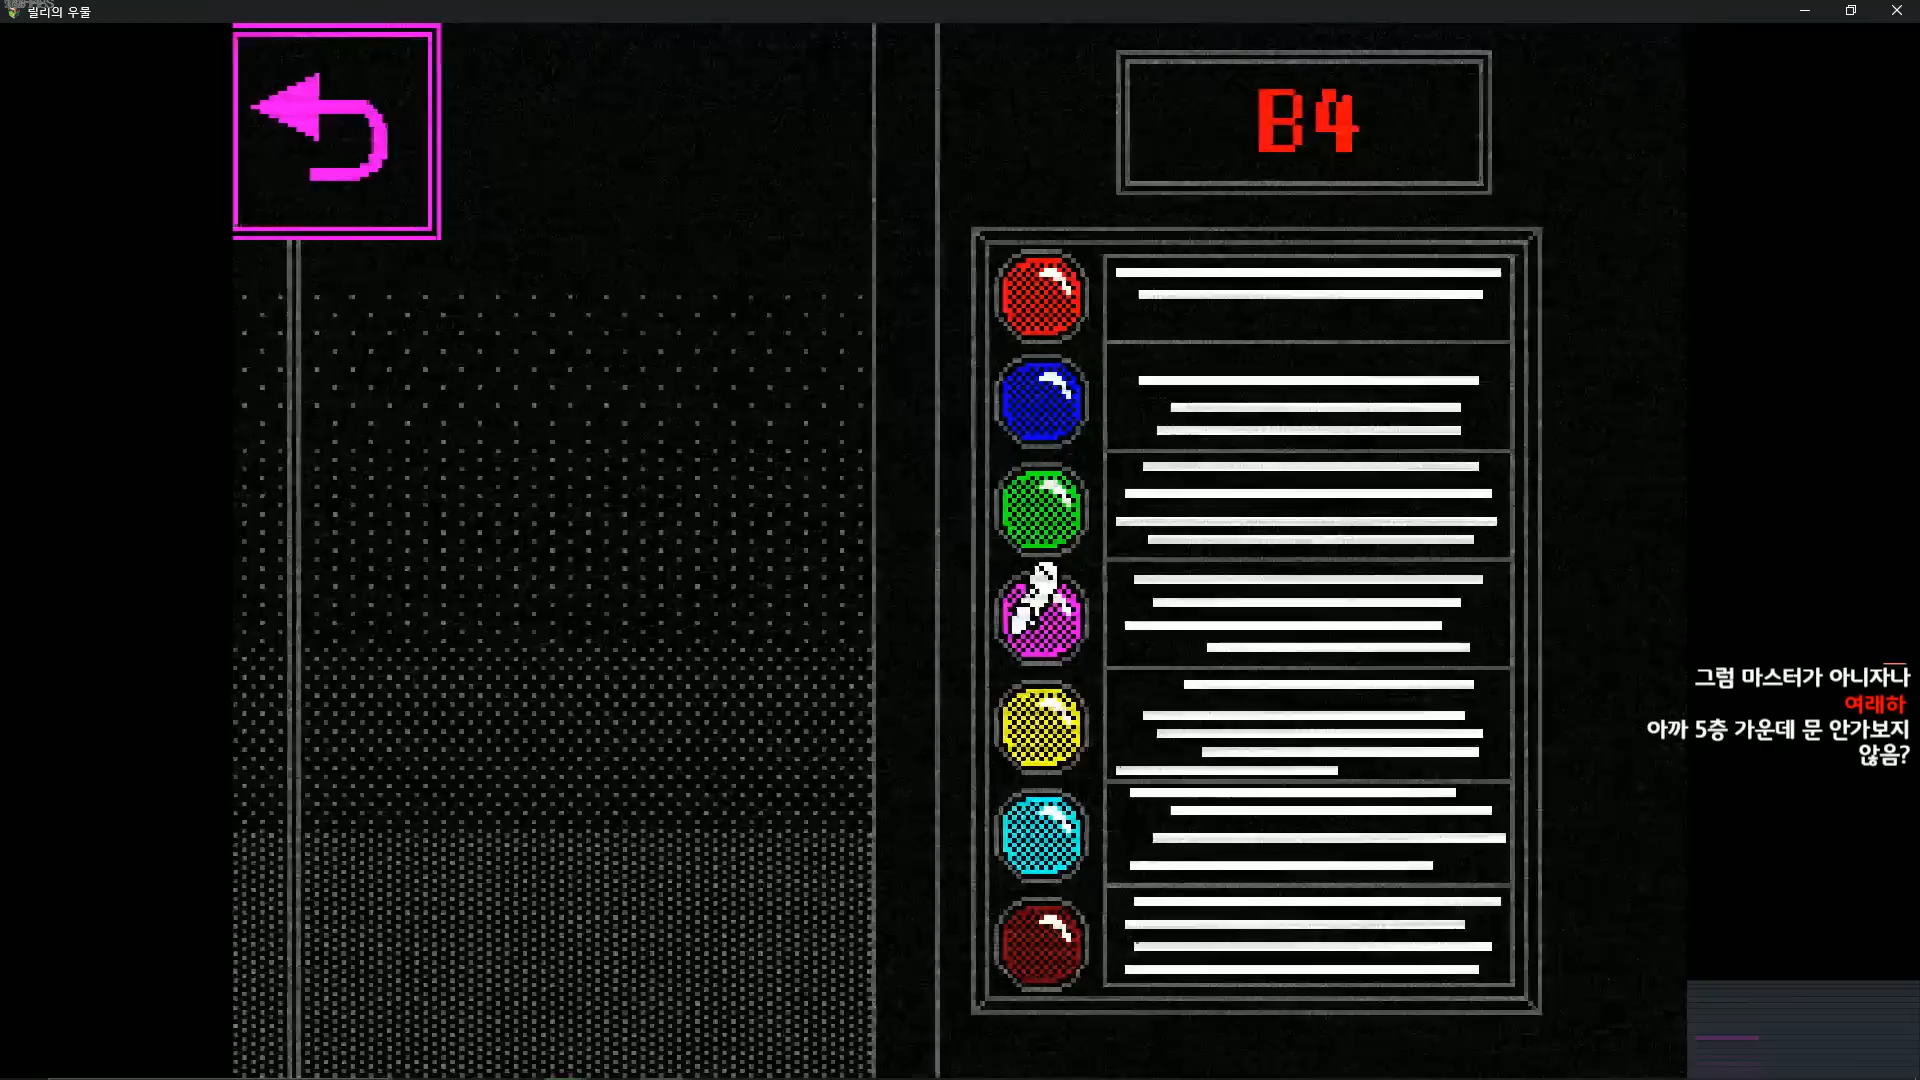 릴리의 우물
B4
그럼 마스터가 아니자나
여래하
아까 5층 가운데 문 안가보지
않음?